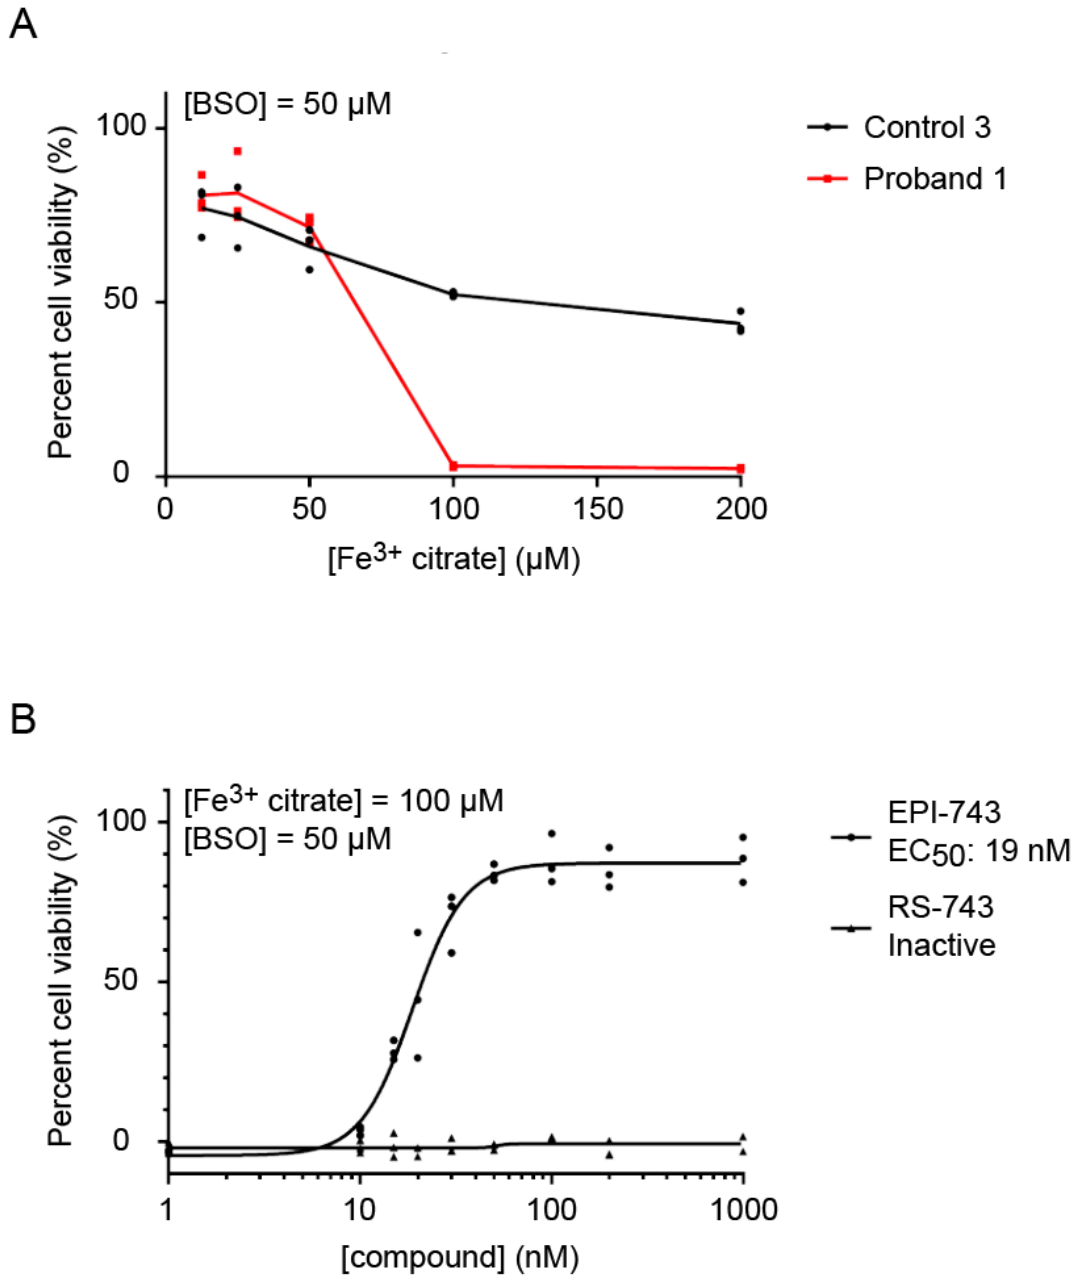 A
[BSO] = 50 µM
Control 3
Proband 1
Percent cell viability (%)
100
50
0
0 50 100 150 200
[Fe3+ citrate] (µM)
B
[Fe3+ citrate] = 100 µM
[BSO] = 50 µM
EPI-743
EC50: 19 nM
RS-743
Inactive
Percent cell viability (%)
100
50
0
1 10 100 1000
[compound] (nM)